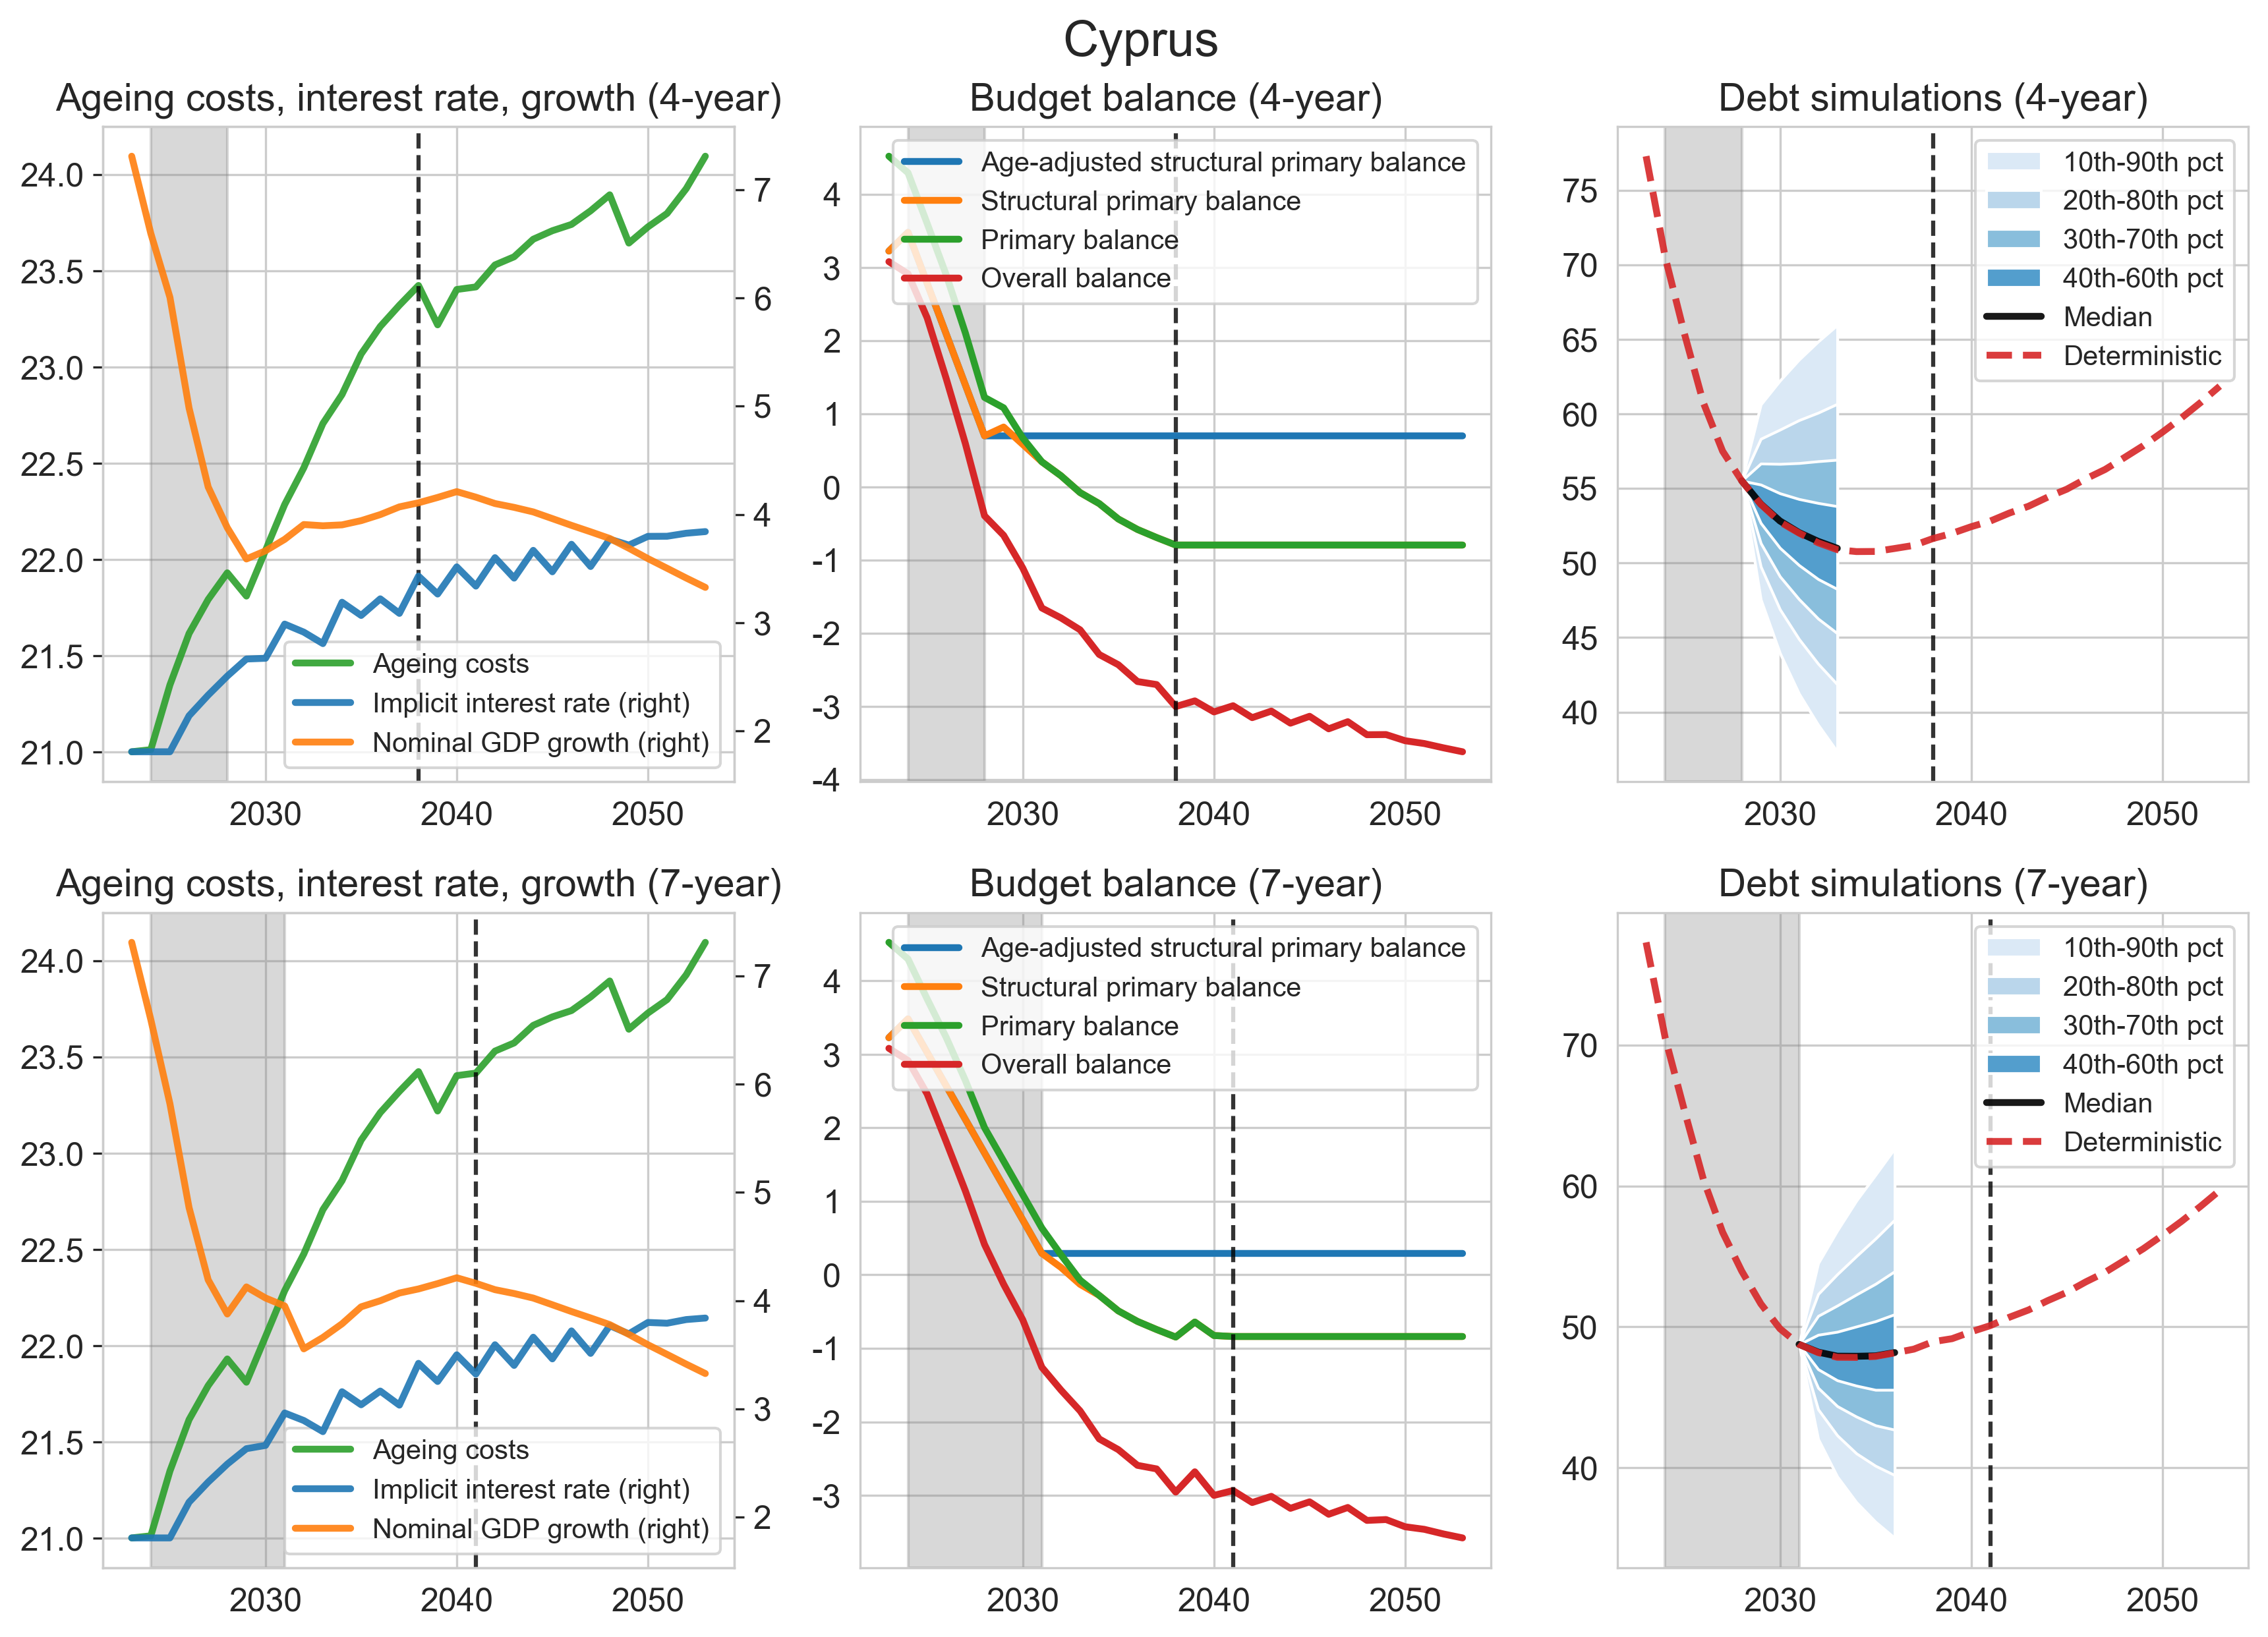 Cyprus
Ageing costs, interest rate, growth (4-year)
24.0
23.5
23.0
22.5
22.0
21.5
21.0
7
6
5
4
3
2
2030
2040
2050
Ageing costs
Implicit interest rate (right)
Nominal GDP growth (right)
Budget balance (4-year)
4
3
2
1
0
-1
-2
-3
-4
2030
2040
2050
Age-adjusted structural primary balance
Structural primary balance
Primary balance
Overall balance
Debt simulations (4-year)
75
70
65
60
55
50
45
40
2030
2040
2050
10th-90th pct
20th-80th pct
30th-70th pct
40th-60th pct
Median
Deterministic
Ageing costs, interest rate, growth (7-year)
24.0
23.5
23.0
22.5
22.0
21.5
21.0
7
6
5
4
3
2
2030
2040
2050
Ageing costs
Implicit interest rate (right)
Nominal GDP growth (right)
Budget balance (7-year)
4
3
2
1
0
-1
-2
-3
2030
2040
2050
Age-adjusted structural primary balance
Structural primary balance
Primary balance
Overall balance
Debt simulations (7-year)
70
60
50
40
2030
2040
2050
10th-90th pct
20th-80th pct
30th-70th pct
40th-60th pct
Median
Deterministic